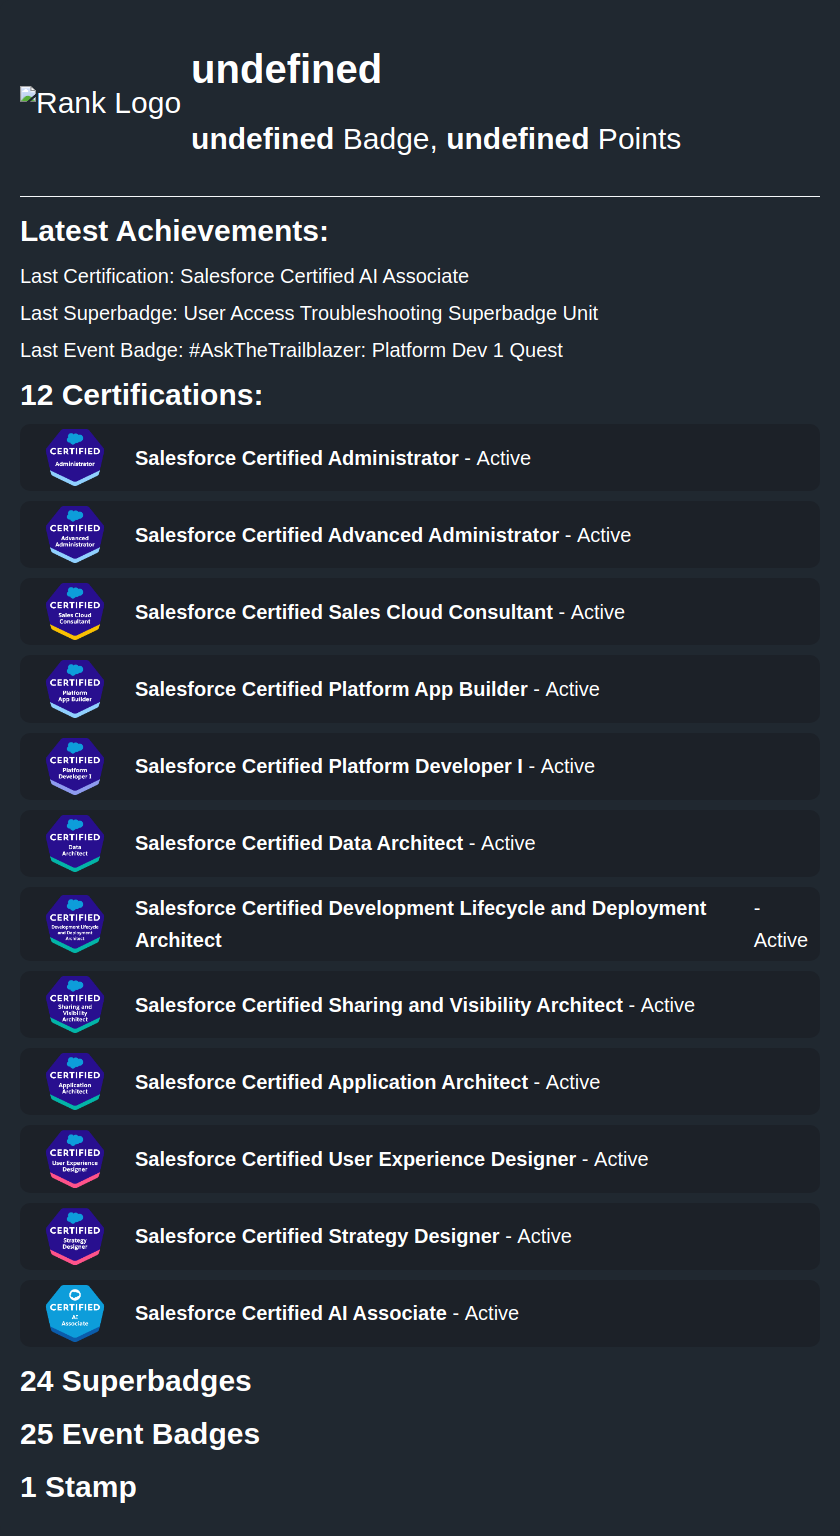 undefined
Rank Logo
undefined Badge, undefined Points
Latest Achievements:
Last Certification: Salesforce Certified AI Associate
Last Superbadge: User Access Troubleshooting Superbadge Unit
Last Event Badge: #AskTheTrailblazer: Platform Dev 1 Quest
12 Certifications:
CERTIFIED
Administrator
Salesforce Certified Administrator - Active
CERTIFIED
Advanced
Administrator
Salesforce Certified Advanced Administrator - Active
CERTIFIED
Sales Cloud
Consultant
Salesforce Certified Sales Cloud Consultant - Active
CERTIFIED
Platform
App Builder
Salesforce Certified Platform App Builder - Active
CERTIFIED
Platform
Developer I
Salesforce Certified Platform Developer I - Active
CERTIFIED
Data
Architect
Salesforce Certified Data Architect - Active
CERTIFIED
Development Lifecycle
and Deployment
Architect
Salesforce Certified Development Lifecycle and Deployment -
Architect Active
CERTIFIED
Sharing and
Visibility
Architect
Salesforce Certified Sharing and Visibility Architect - Active
CERTIFIED
Application
Architect
Salesforce Certified Application Architect - Active
CERTIFIED
User Experience
Designer
Salesforce Certified User Experience Designer - Active
CERTIFIED
Strategy
Designer
Salesforce Certified Strategy Designer - Active
CERTIFIED
AI
Associate
Salesforce Certified AI Associate - Active
24 Superbadges
25 Event Badges
1 Stamp